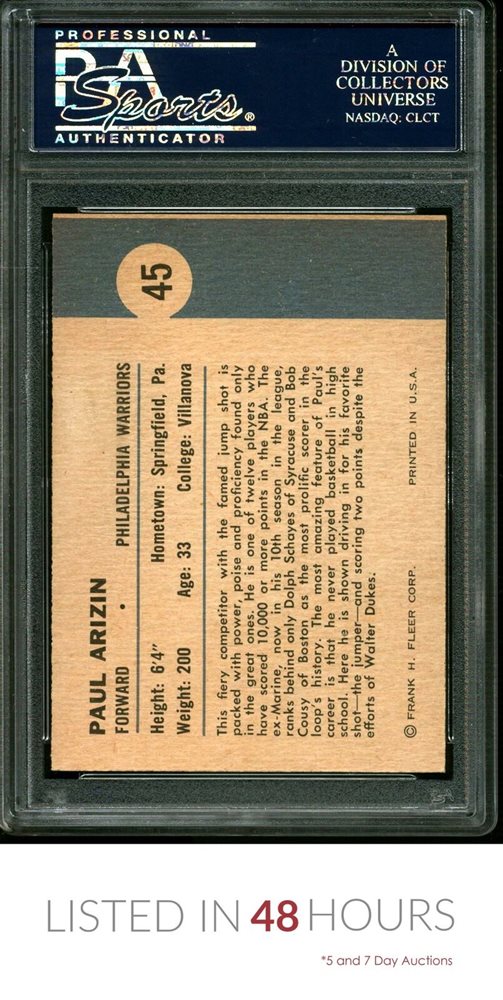 PROFESSIONAL
PSA
Sports®
AUTHENTICATOR
A
DIVISION OF
COLLECTORS
UNIVERSE
NASDAQ: CLCT
45
PAUL ARIZIN
FORWARD • PHILADELPHIA WARRIORS
Height: 6'4" Hometown: Springfield, Pa.
Weight: 200 Age: 33 College: Villanova
This fiery competitor with the famed jump shot is
packed with power, poise and proficiency found only
in the great ones. He is one of twelve players who
have scored 10,000 or more points in the NBA. The
ex-Marine, now in his 10th season in the league,
ranks behind only Dolph Schayes of Syracuse and Bob
Cousy of Boston as the most prolific scorer in the
loop's history. The most amazing feature of Paul's
career is that he never played basketball in high
school. Here he is shown driving in for his favorite
shot—the jumper—and scoring two points despite the
efforts of Walter Dukes.
© FRANK H. FLEER CORP. PRINTED IN U.S.A.
LISTED IN 48 HOURS
*5 and 7 Day Auctions